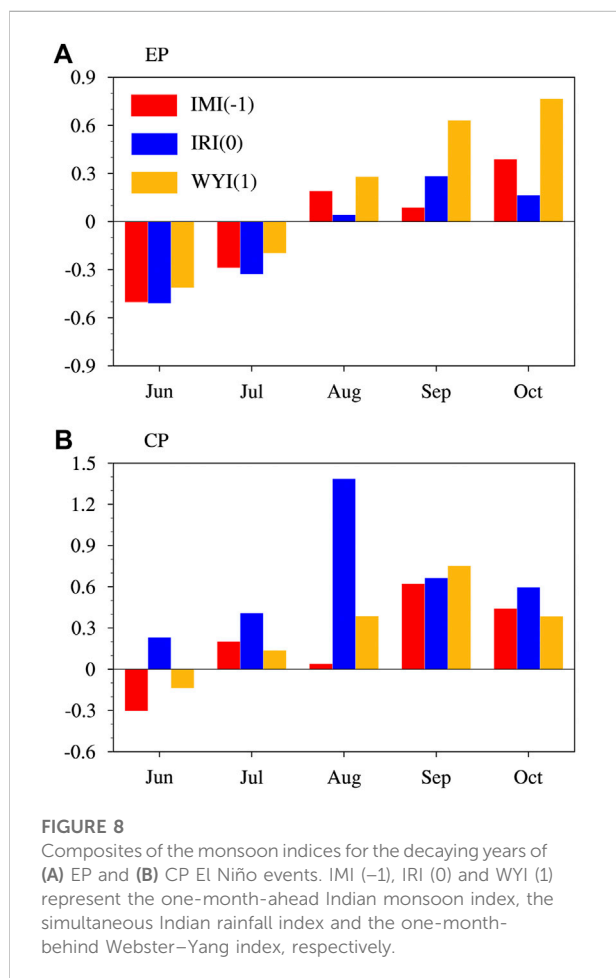 A EP
0.9
0.6
0.3
0
-0.3
-0.6
-0.9
IMI(-1)
IRI(0)
WYI(1)
Jun Jul Aug Sep Oct
B CP
1.5
1.2
0.9
0.6
0.3
0
-0.3
-0.6
Jun Jul Aug Sep Oct
FIGURE 8
Composites of the monsoon indices for the decaying years of
(A) EP and (B) CP El Niño events. IMI (−1), IRI (0) and WYI (1)
represent the one-month-ahead Indian monsoon index, the
simultaneous Indian rainfall index and the one-month-
behind Webster–Yang index, respectively.